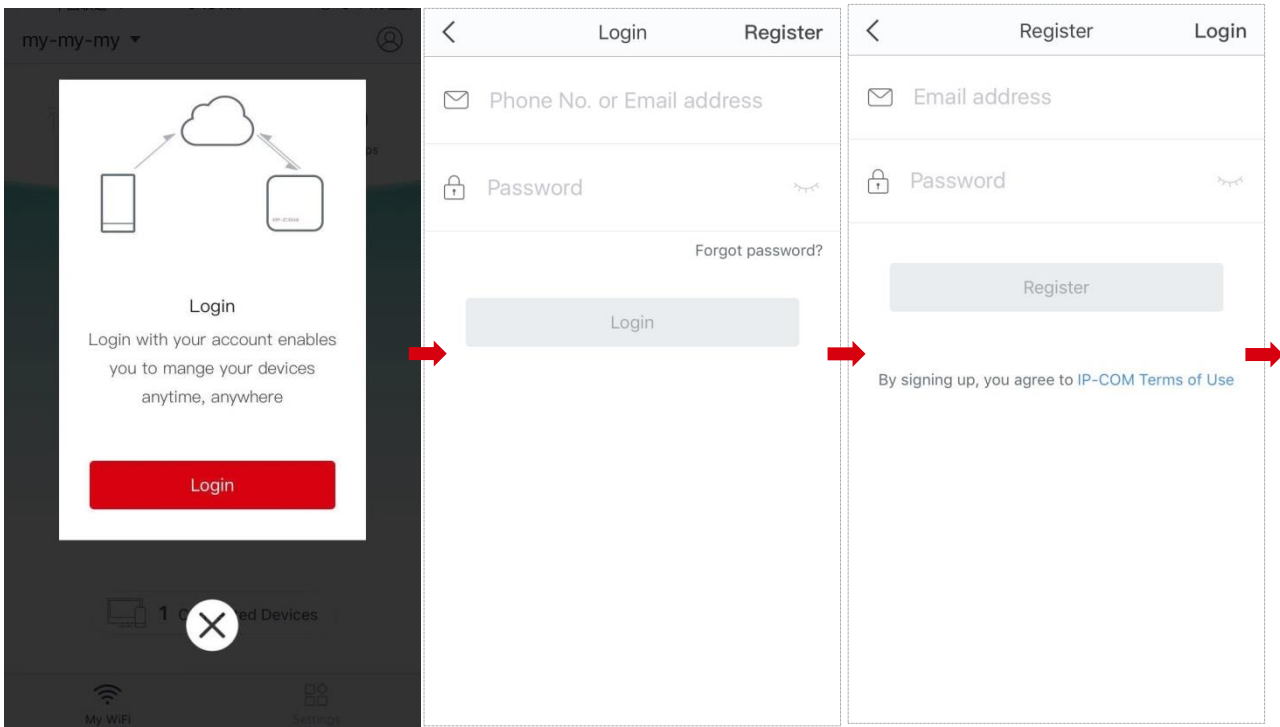 my-my-my
IP-COM
Login
Login with your account enables
you to mange your devices
anytime, anywhere
Login
1
ed Devices
My WiFi
Settings
Login
Register
Phone No. or Email address
Password
Forgot password?
Login
Register
Login
Email address
Password
Register
By signing up, you agree to IP-COM Terms of Use